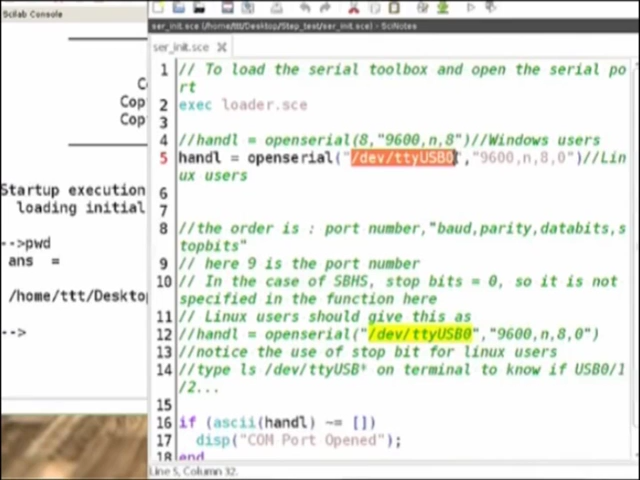 Scilab Console
ser_init.sce (/home/ttt/Desktop/Step_test/ser_init.sce) - SciNotes
ser_init.sce
C
Cop
Cop
Startup execution
loading initial
-->pwd
ans =
/home/ttt/Deskto
-->
1 // To load the serial toolbox and open the serial po
rt
2 exec loader.sce
3
4 //handl = openserial(8,"9600,n,8")//Windows users
5 handl = openserial("/dev/ttyUSB0","9600,n,8,0")//Lin
ux users
6
7
8 //the order is : port number,"baud,parity,databits,s
topbits"
9 // here 9 is the port number
10 // In the case of SBHS, stop bits = 0, so it is not
specified in the function here
11 // Linux users should give this as
12 //handl = openserial("/dev/ttyUSB0","9600,n,8,0")
13 //notice the use of stop bit for linux users
14 //type ls /dev/ttyUSB* on terminal to know if USB0/1
/2...
15
16 if (ascii(handl) ~= [])
17 disp("COM Port Opened");
18 end
Line 5, Column 32.